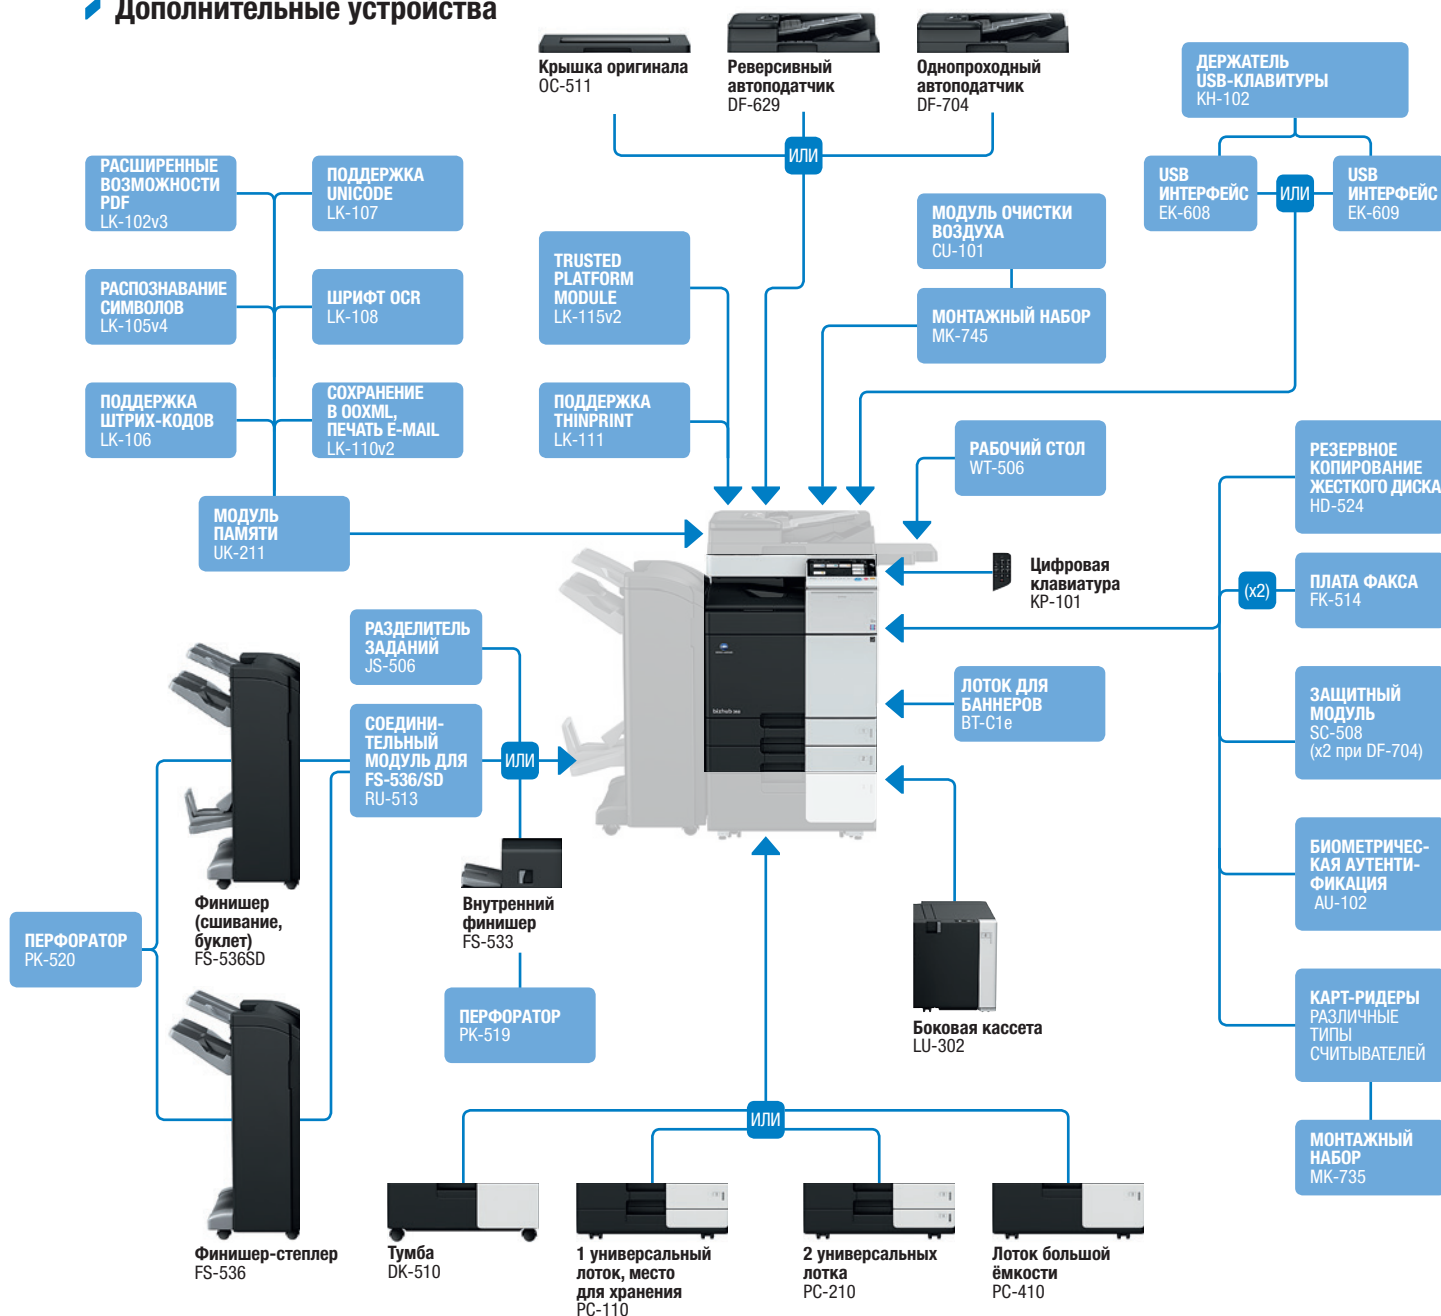 Дополнительные устройства
Крышка оригинала
OC-511
Реверсивный
автоподатчик
DF-629
Однопроходный
автоподатчик
DF-704
ИЛИ
ДЕРЖАТЕЛЬ
USB-КЛАВИТУРЫ
KH-102
USB
ИНТЕРФЕЙС
EK-608
ИЛИ
USB
ИНТЕРФЕЙС
EK-609
РАСШИРЕННЫЕ
ВОЗМОЖНОСТИ
PDF
LK-102v3
ПОДДЕРЖКА
UNICODE
LK-107
РАСПОЗНАВАНИЕ
СИМВОЛОВ
LK-105v4
ШРИФТ OCR
LK-108
ПОДДЕРЖКА
ШТРИХ-КОДОВ
LK-106
СОХРАНЕНИЕ
В OOXML,
ПЕЧАТЬ E-MAIL
LK-110v2
МОДУЛЬ
ПАМЯТИ
UK-211
TRUSTED
PLATFORM
MODULE
LK-115v2
ПОДДЕРЖКА
THINPRINT
LK-111
МОДУЛЬ ОЧИСТКИ
ВОЗДУХА
CU-101
МОНТАЖНЫЙ НАБОР
MK-745
РАБОЧИЙ СТОЛ
WT-506
Цифровая
клавиатура
KP-101
РЕЗЕРВНОЕ
КОПИРОВАНИЕ
ЖЕСТКОГО ДИСКА
HD-524
(x2)
ПЛАТА ФАКСА
FK-514
ЗАЩИТНЫЙ
МОДУЛЬ
SC-508
(x2 при DF-704)
БИОМЕТРИЧЕС-
КАЯ АУТЕНТИ-
ФИКАЦИЯ
AU-102
КАРТ-РИДЕРЫ
РАЗЛИЧНЫЕ
ТИПЫ
СЧИТЫВАТЕЛЕЙ
МОНТАЖНЫЙ
НАБОР
MK-735
ЛОТОК ДЛЯ
БАННЕРОВ
BT-C1e
bizhub
РАЗДЕЛИТЕЛЬ
ЗАДАНИЙ
JS-506
СОЕДИНИ-
ТЕЛЬНЫЙ
МОДУЛЬ ДЛЯ
FS-536/SD
RU-513
ИЛИ
Внутренний
финишер
FS-533
ПЕРФОРАТОР
PK-519
Финишер
(сшивание,
буклет)
FS-536SD
ПЕРФОРАТОР
PK-520
Финишер-степлер
FS-536
Боковая кассета
LU-302
ИЛИ
Тумба
DK-510
1 универсальный
лоток, место
для хранения
PC-110
2 универсальных
лотка
PC-210
Лоток большой
ёмкости
PC-410